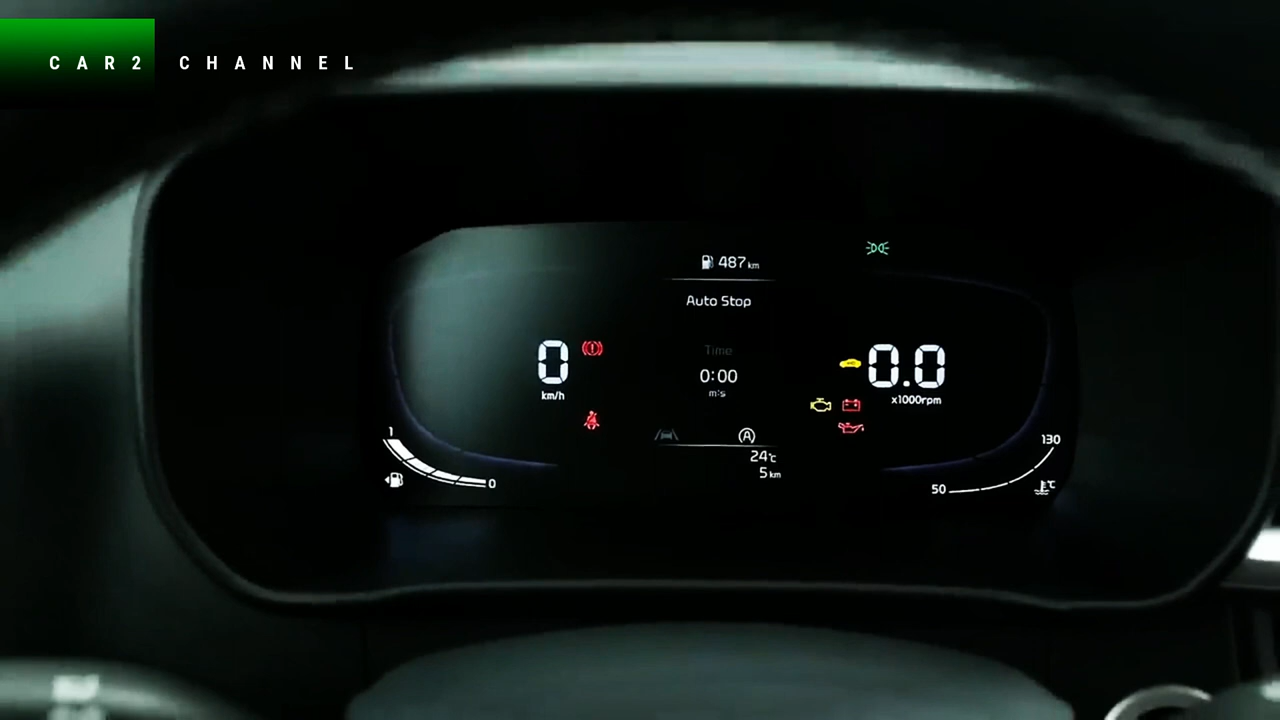 CAR2 CHANNEL
487 km
Auto Stop
0
km/h
Time
0:00
m:s
0.0
x1000rpm
A
24°C
5 km
1
0
130
50
°C